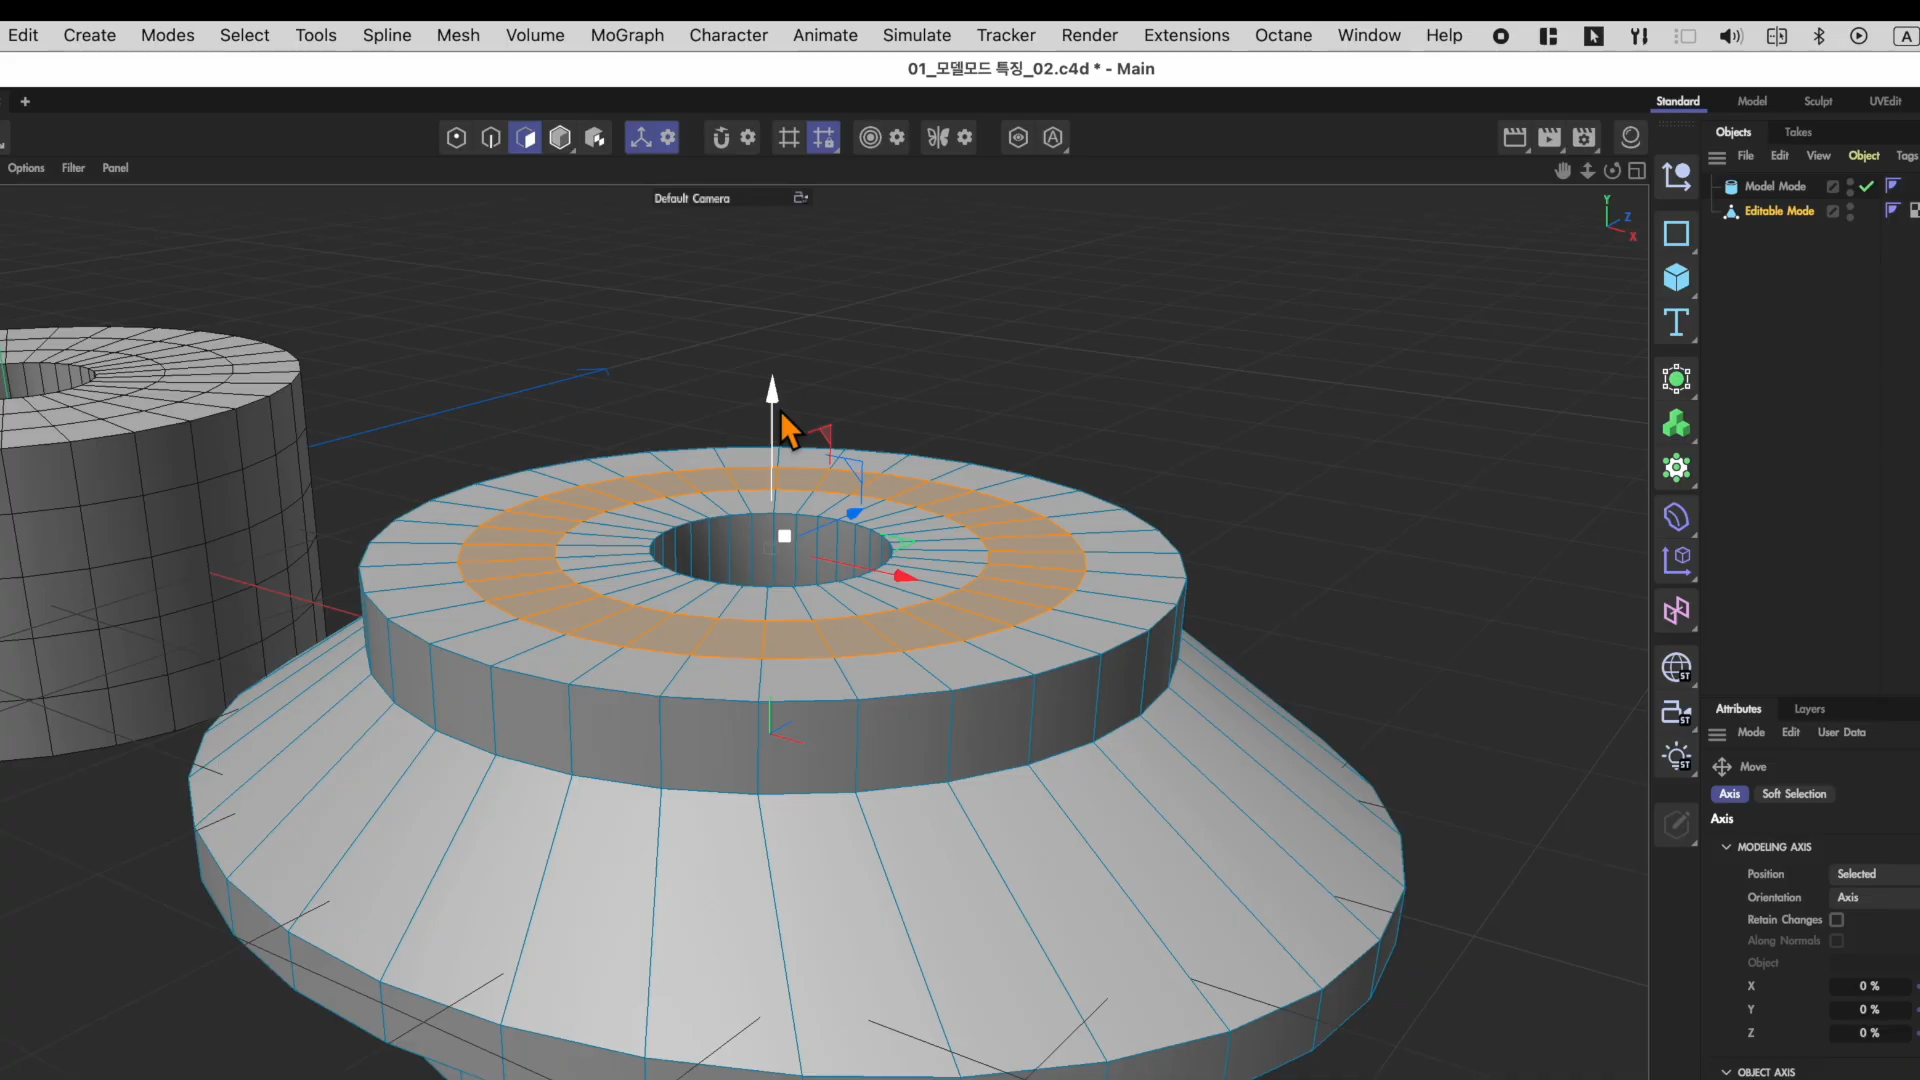 Edit Create Modes Select Tools Spline Mesh Volume MoGraph Character Animate Simulate Tracker Render Extensions Octane Window Help A
01_모델모드 특징_02.c4d * - Main
+ Standard Model Sculpt UVEdit
Objects Takes
Options Filter Panel
File Edit View Object Tags
Default Camera
Y
Z
X
Model Mode
Editable Mode
ST
ST
ST
Attributes Layers
Mode Edit User Data
Move
Axis Soft Selection
Axis
MODELING AXIS
Position Selected
Orientation Axis
Retain Changes
Along Normals
Object
X 0 %
Y 0 %
Z 0 %
OBJECT AXIS